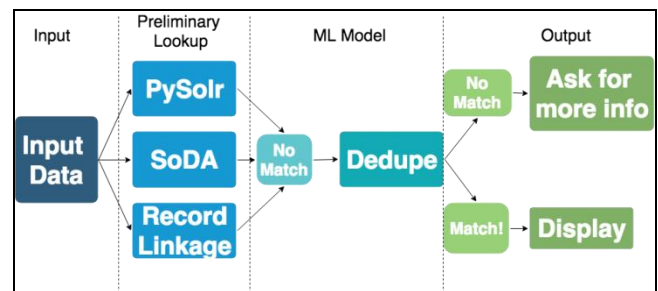 Input
Preliminary
Lookup
ML Model
Output
Input
Data
PySolr
SoDA
Record
Linkage
No
Match
Dedupe
No
Match
Ask for
more info
Match!
Display